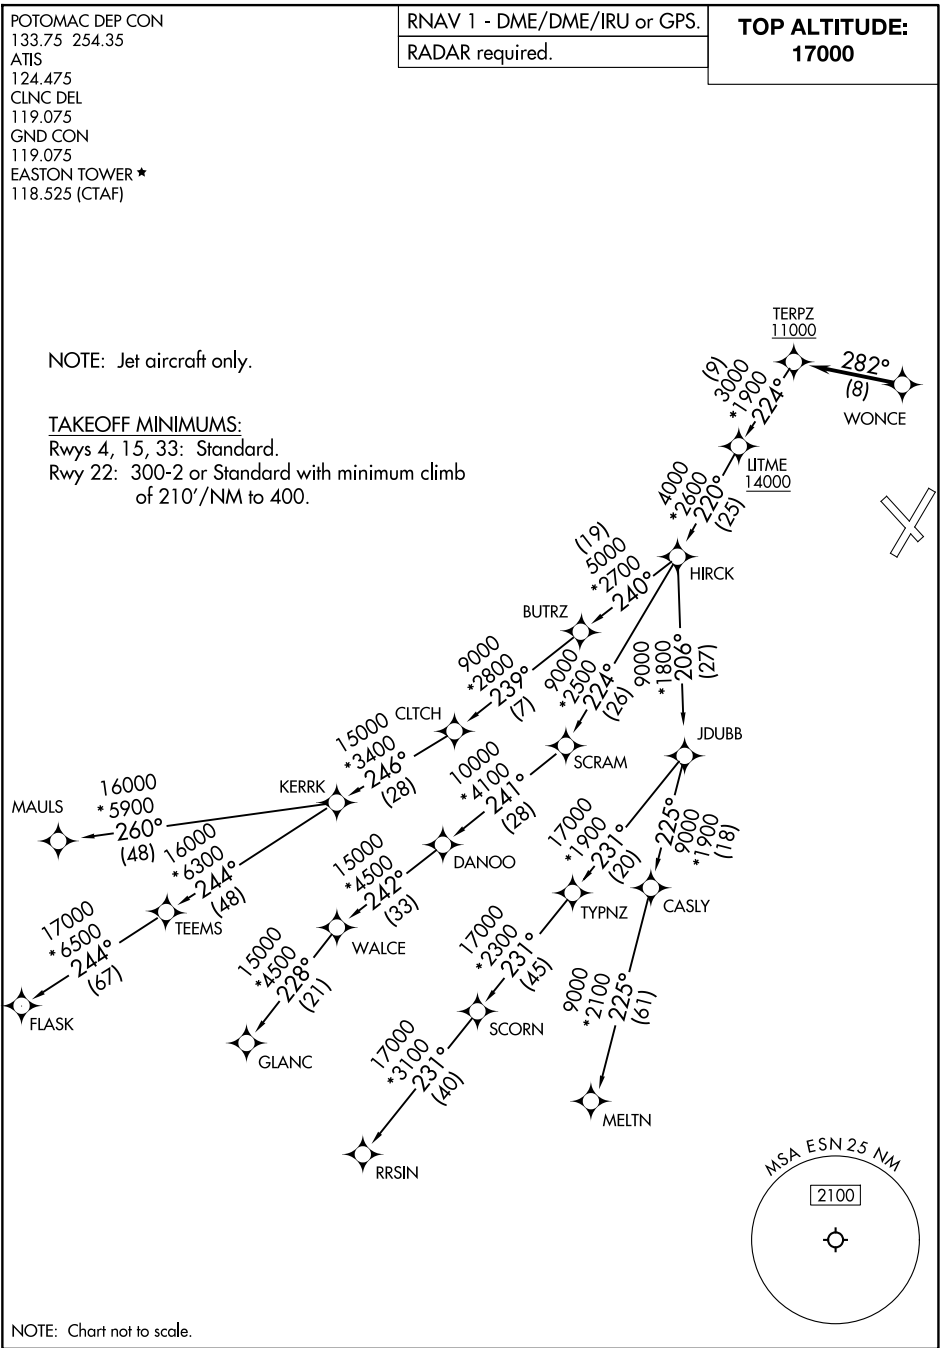 POTOMAC DEP CON
133.75 254.35
ATIS
124.475
CLNC DEL
119.075
GND CON
119.075
EASTON TOWER ★
118.525 (CTAF)
RNAV 1 - DME/DME/IRU or GPS.
RADAR required.
TOP ALTITUDE:
17000
NOTE: Jet aircraft only.
TAKEOFF MINIMUMS:
Rwys 4, 15, 33: Standard.
Rwy 22: 300-2 or Standard with minimum climb
of 210'/NM to 400.
TERPZ
11000
282°
(8)
WONCE
(9)
3000
*1900
224°
LITME
14000
4000
*2600
220°
(25)
HIRCK
(19)
5000
*2700
240°
BUTRZ
9000
*2800
239°
(7)
9000
*2500
224°
(26)
9000
*1800
206°
(27)
CLTCH
15000
*3400
246°
(28)
SCRAM
JDUBB
10000
*4100
241°
(28)
KERRK
MAULS
16000
*5900
260°
(48)
16000
*6300
244°
(48)
DANOO
17000
*1900
231°
(20)
225°
9000
*1900
(18)
15000
*4500
242°
(33)
TYPNZ
CASLY
TEEMS
17000
*6500
244°
(67)
WALCE
15000
*4500
228°
(21)
17000
*2300
231°
(45)
9000
*2100
225°
(61)
FLASK
GLANC
SCORN
17000
*3100
231°
(40)
MELTN
RRSIN
MSA ESN 25 NM
2100
NOTE: Chart not to scale.